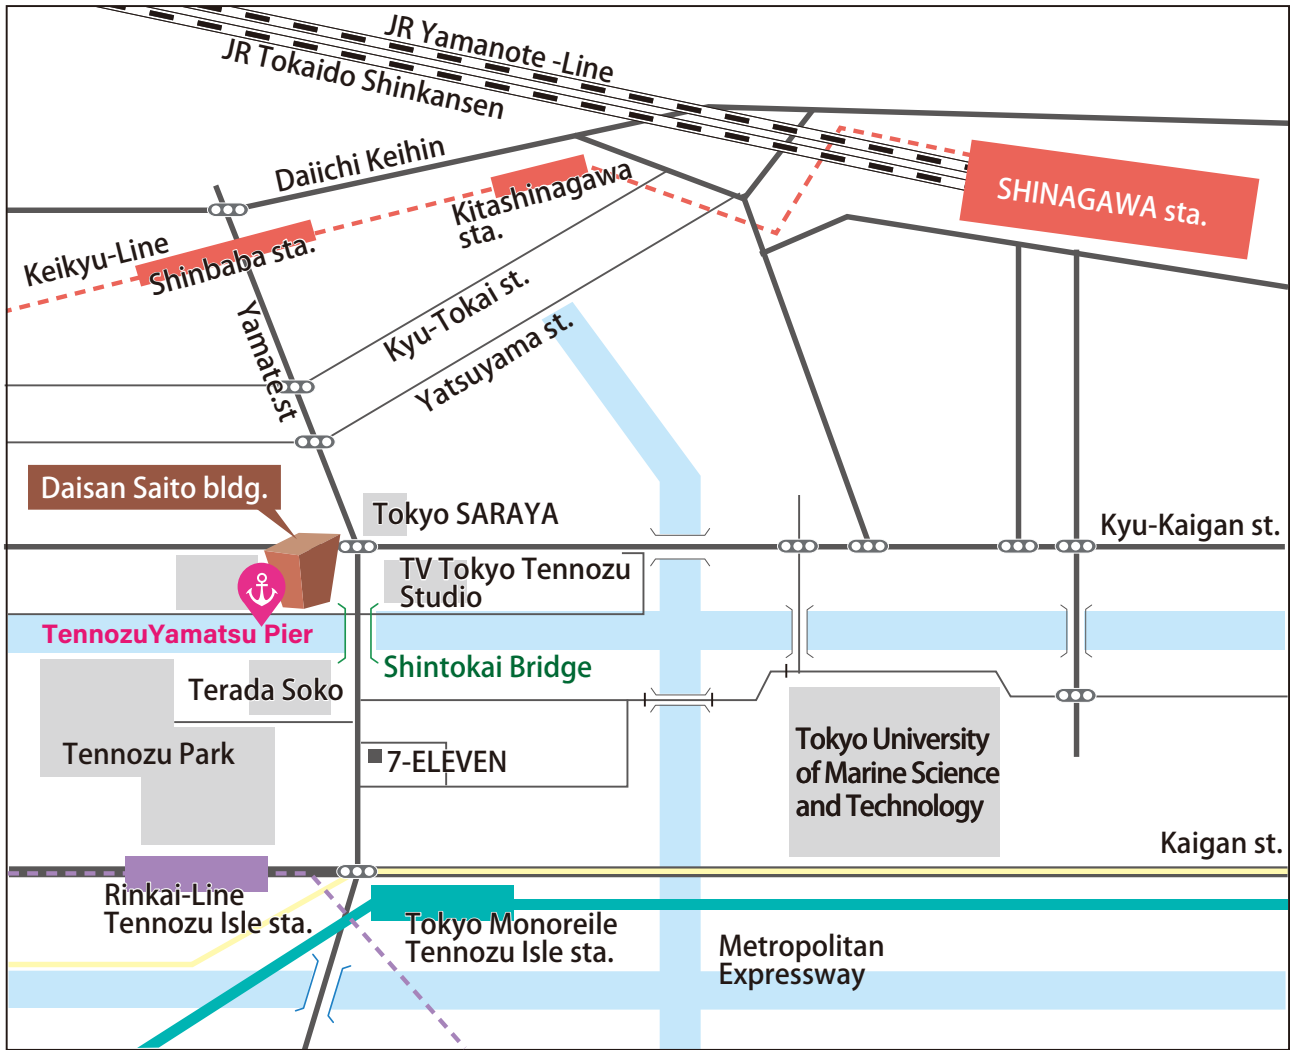 JR Yamanote -Line
JR Tokaido Shinkansen
Daiichi Keihin
SHINAGAWA sta.
Kitashinagawa
sta.
Keikyu-Line
Shinbaba sta.
Yamate.st
Kyu-Tokai st.
Yatsuyama st.
Daisan Saito bldg.
Tokyo SARAYA
Kyu-Kaigan st.
TV Tokyo Tennozu
Studio
TennozuYamatsu Pier
Shintokai Bridge
Terada Soko
Tennozu Park
7-ELEVEN
Tokyo University
of Marine Science
and Technology
Kaigan st.
Rinkai-Line
Tennozu Isle sta.
Tokyo Monoreile
Tennozu Isle sta.
Metropolitan
Expressway